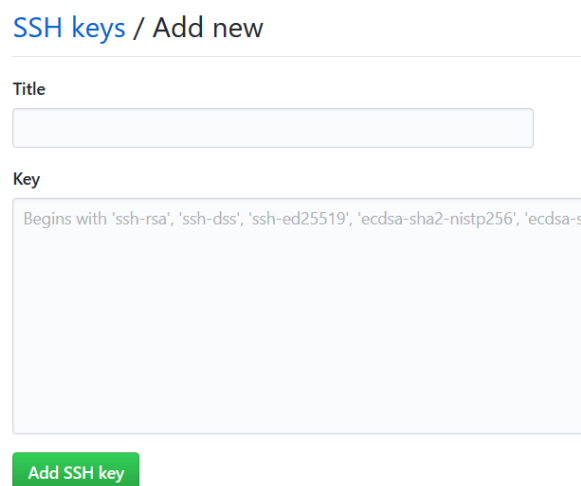 SSH keys / Add new
Title
Key
Begins with 'ssh-rsa', 'ssh-dss', 'ssh-ed25519', 'ecdsa-sha2-nistp256', 'ecdsa-s
Add SSH key